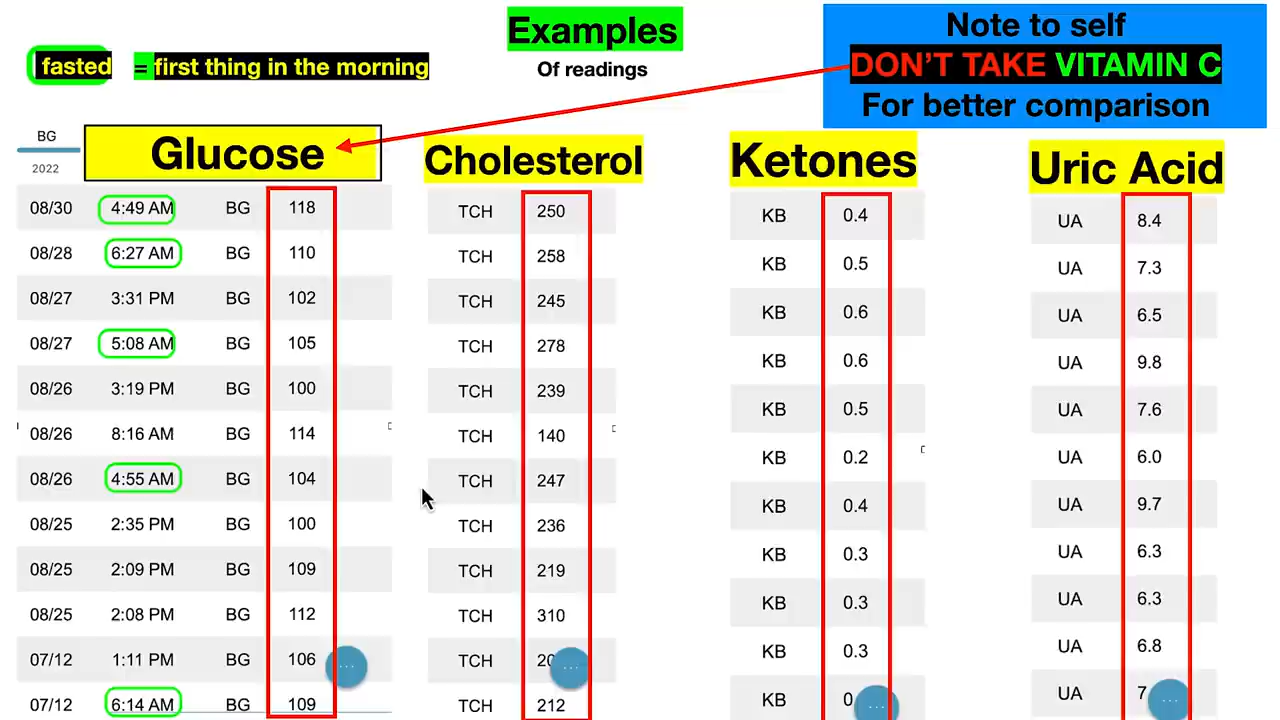 Examples
Of readings
fasted = first thing in the morning
Note to self
DON'T TAKE VITAMIN C
For better comparison
BG
2022
Glucose
08/30 4:49 AM BG 118
08/28 6:27 AM BG 110
08/27 3:31 PM BG 102
08/27 5:08 AM BG 105
08/26 3:19 PM BG 100
08/26 8:16 AM BG 114
08/26 4:55 AM BG 104
08/25 2:35 PM BG 100
08/25 2:09 PM BG 109
08/25 2:08 PM BG 112
07/12 1:11 PM BG 106
07/12 6:14 AM BG 109
Cholesterol
TCH 250
TCH 258
TCH 245
TCH 278
TCH 239
TCH 140
TCH 247
TCH 236
TCH 219
TCH 310
TCH
TCH 212
Ketones
KB 0.4
KB 0.5
KB 0.6
KB 0.6
KB 0.5
KB 0.2
KB 0.4
KB 0.3
KB 0.3
KB 0.3
KB
Uric Acid
UA 8.4
UA 7.3
UA 6.5
UA 9.8
UA 7.6
UA 6.0
UA 9.7
UA 6.3
UA 6.3
UA 6.8
UA